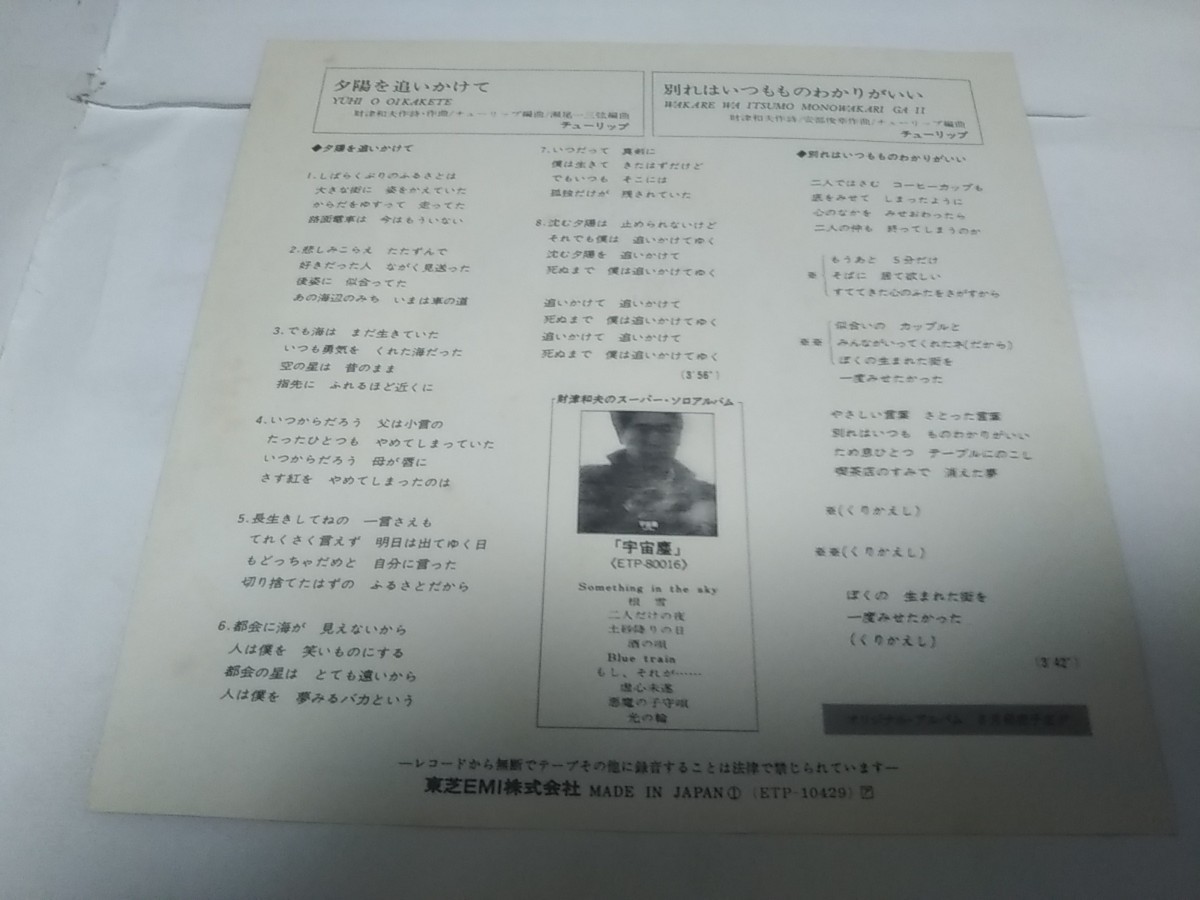 夕陽を追いかけて
YUHI O OIKAKETE
財津和夫作詩・作曲/チューリップ編曲/瀬尾一三弦編曲
チューリップ
別れはいつもものわかりがいい
WAKARE WA ITSUMO MONOWAKARI GA II
財津和夫作詩/安部俊幸作曲/チューリップ編曲
チューリップ
◆夕陽を追いかけて
1.しばらくぶりのふるさとは
大きな街に 姿をかえていた
からだをゆすって 走ってた
路面電車は 今はもういない
2.悲しみこらえ たたずんで
好きだった人 ながく見送った
後姿に 似合ってた
あの海辺のみち いまは車の道
3.でも海は まだ生きていた
いつも勇気を くれた海だった
空の星は 昔のまま
指先に ふれるほど近くに
4.いつからだろう 父は小言の
たったひとつも やめてしまっていた
いつからだろう 母が唇に
さす紅を やめてしまったのは
5.長生きしてねの 一言さえも
てれくさく言えず 明日は出てゆく日
もどっちゃだめと 自分に言った
切り捨てたはずの ふるさとだから
6.都会に海が 見えないから
人は僕を 笑いものにする
都会の星は とても遠いから
人は僕を 夢みるバカという
7.いつだって 真剣に
僕は生きて きたはずだけど
でもいつも そこには
孤独だけが 残されていた
8.沈む夕陽は 止められないけど
それでも僕は 追いかけてゆく
沈む夕陽を 追いかけて
死ぬまで 僕は追いかけてゆく
追いかけて 追いかけて
死ぬまで 僕は追いかけてゆく
追いかけて 追いかけて
死ぬまで 僕は追いかけてゆく
(3'56")
財津和夫のスーパー・ソロアルバム
宇宙塵
「宇宙塵」
《ETP-80016》
Something in the sky
根 雪
二人だけの夜
土砂降りの日
酒の唄
Blue train
もし、それが……
虚心未遂
悪魔の子守唄
光の輪
◆別れはいつもものわかりがいい
二人ではさむ コーヒーカップも
底をみせて しまったように
心のなかを みせおわったら
二人の仲も 終ってしまうのか
もうあと 5分だけ
※ そばに 居て欲しい
すててきた心のふたをさがすから
似合いの カップルと
※※ みんながいってくれたネ(だから)
ぼくの生まれた街を
一度みせたかった
やさしい言葉 さとった言葉
別れはいつも ものわかりがいい
ため息ひとつ テーブルにのこし
喫茶店のすみで 消えた夢
※(くりかえし)
※※(くりかえし)
ぼくの 生まれた街を
一度みせたかった
(くりかえし)
(3'42")
オリジナル・アルバム
—レコードから無断でテープその他に録音することは法律で禁じられています—
東芝EMI株式会社 MADE IN JAPAN① (ETP-10429) ア